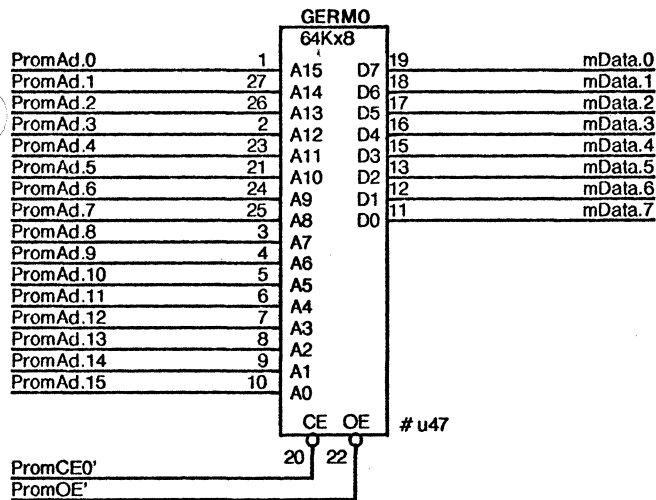 GERM0
64Kx8
PromAd.0 1 A15 D7 19 mData.0
PromAd.1 27 A14 D6 18 mData.1
PromAd.2 26 A13 D5 17 mData.2
PromAd.3 2 A12 D4 16 mData.3
PromAd.4 23 A11 D3 15 mData.4
PromAd.5 21 A10 D2 13 mData.5
PromAd.6 24 A9 D1 12 mData.6
PromAd.7 25 A8 D0 11 mData.7
PromAd.8 3 A7
PromAd.9 4 A6
PromAd.10 5 A5
PromAd.11 6 A4
PromAd.12 7 A3
PromAd.13 8 A2
PromAd.14 9 A1
PromAd.15 10 A0
CE OE # u47
20 22
PromCE0'
PromOE'